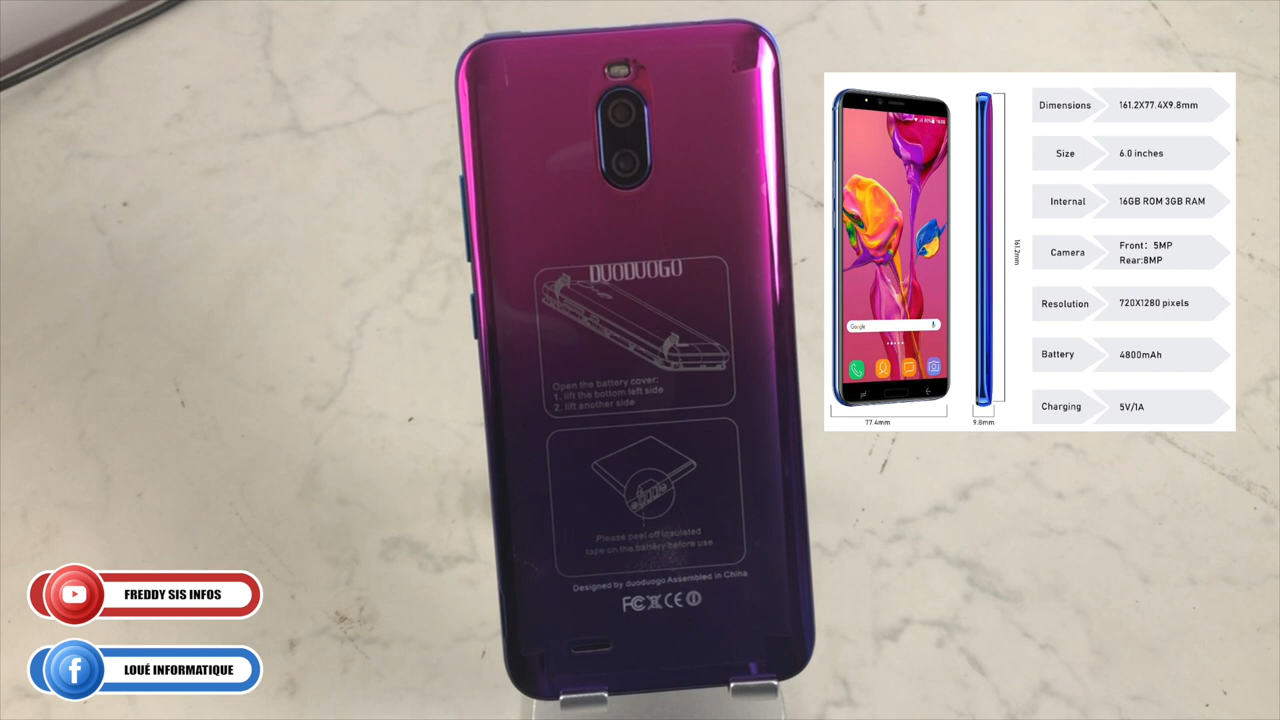 DUODUOGO
Open the battery cover:
1. lift the bottom left side
2. lift another side
Please peel off insulated
tape on the battery before use
Designed by duoduogo Assembled in China
FC CE
Dimensions 161.2X77.4X9.8mm
Size 6.0 inches
Internal 16GB ROM 3GB RAM
Camera Front: 5MP
Rear:8MP
Resolution 720X1280 pixels
Battery 4800mAh
Charging 5V/1A
Google
161.2mm
77.4mm
9.8mm
FREDDY SIS INFOS
f
LOUÉ INFORMATIQUE